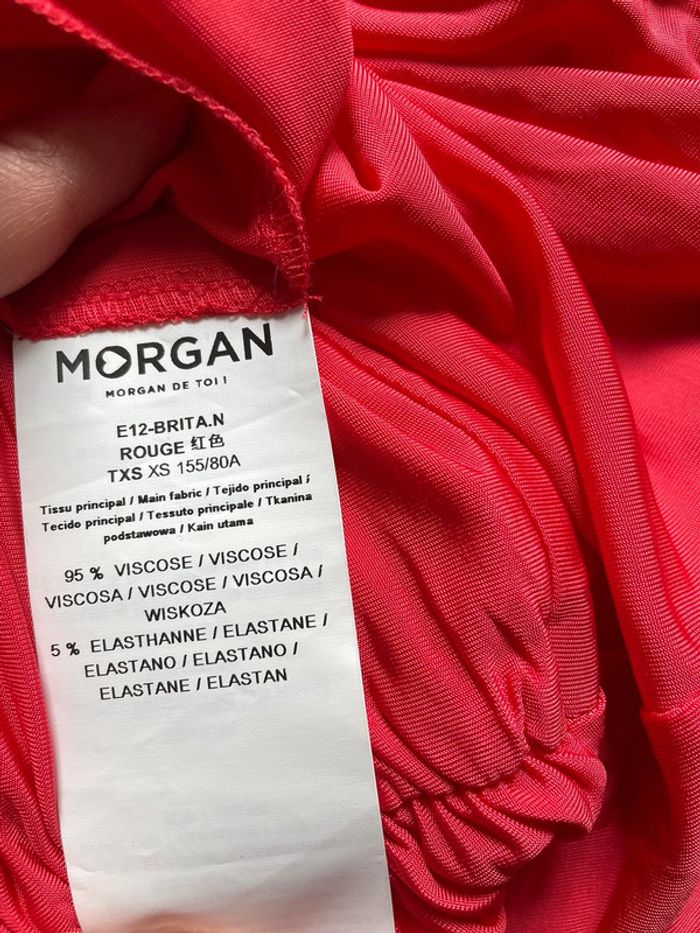 MORGAN
MORGAN DE TOI !
E12-BRITA.N
ROUGE 红色
TXS XS 155/80A
Tissu principal / Main fabric / Tejido principal /
Tecido principal / Tessuto principale / Tkanina
podstawowa / Kain utama
95 % VISCOSE / VISCOSE /
VISCOSA / VISCOSE / VISCOSA /
WISKOZA
5 % ELASTHANNE / ELASTANE /
ELASTANO / ELASTANO /
ELASTANE / ELASTAN